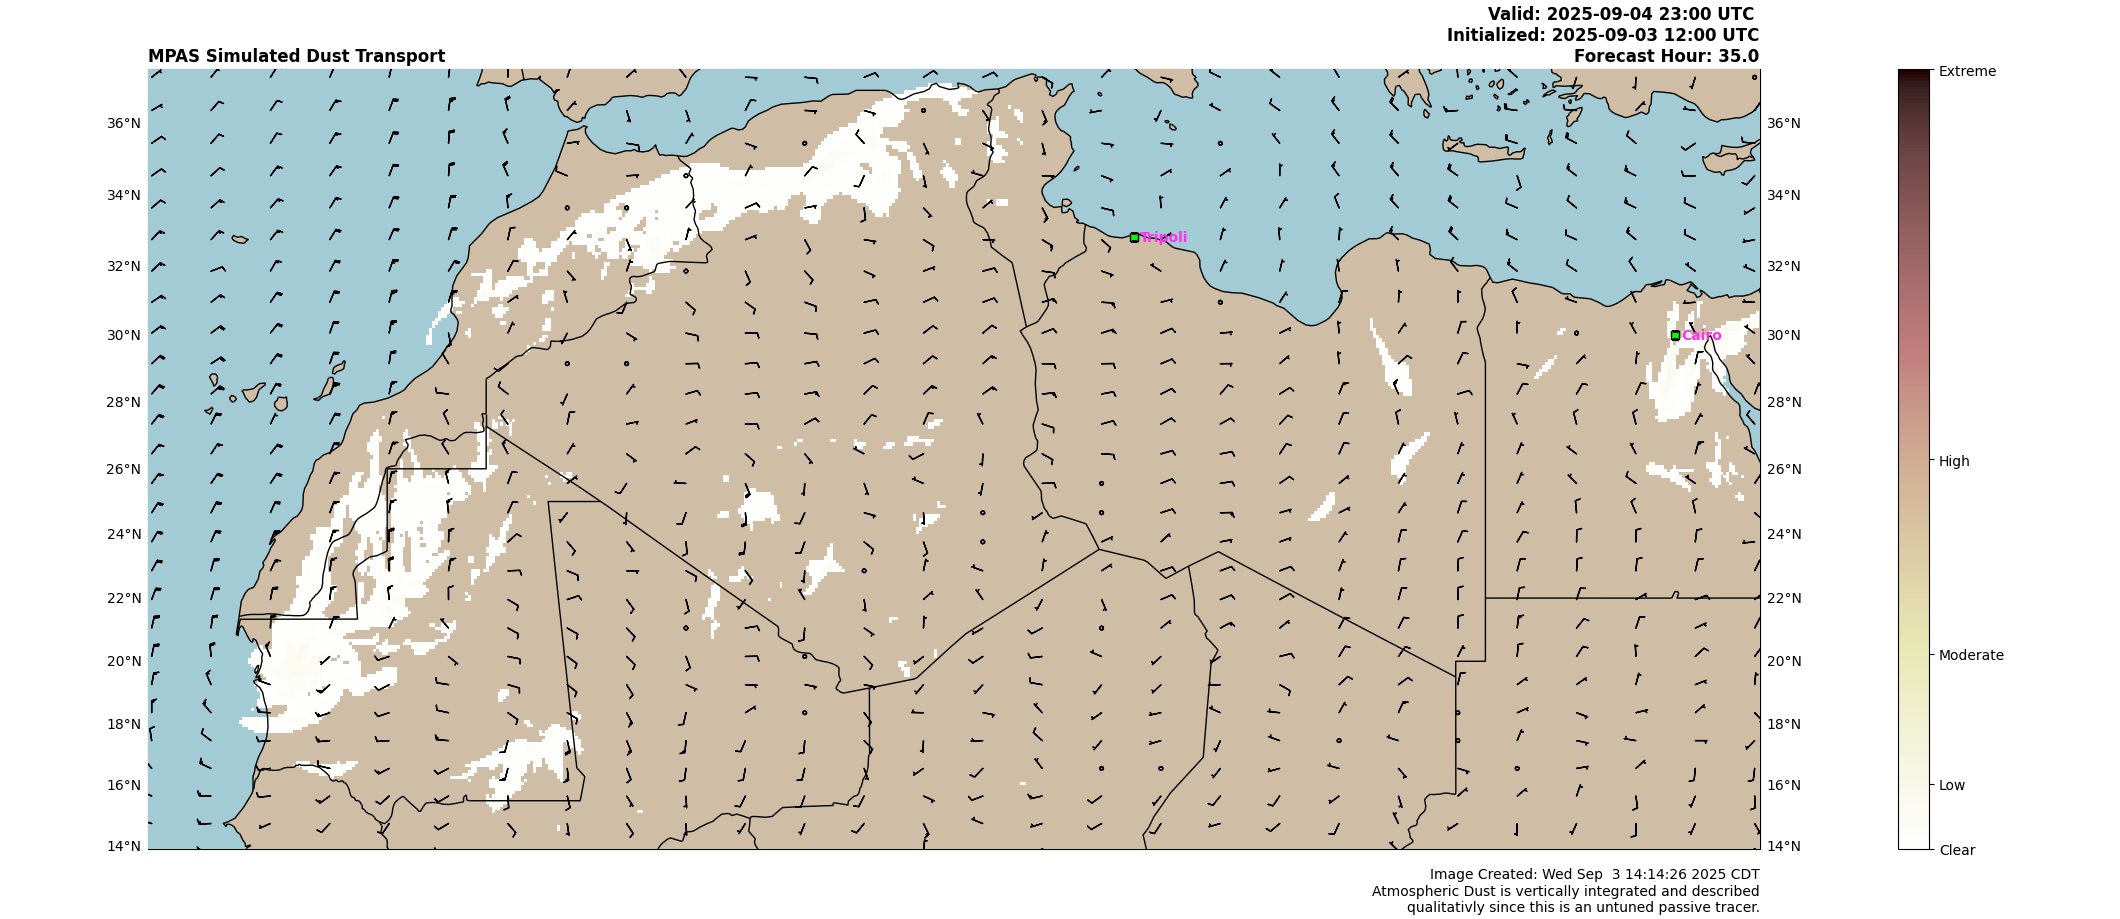 Valid: 2025-09-04 23:00 UTC
Initialized: 2025-09-03 12:00 UTC
MPAS Simulated Dust Transport
Forecast Hour: 35.0
Extreme
36°N
36°N
34°N
34°N
Tripoli
32°N
32°N
30°N
Cairo
30°N
28°N
28°N
26°N
26°N
High
24°N
24°N
22°N
22°N
20°N
20°N
Moderate
18°N
18°N
16°N
16°N
Low
14°N
14°N
Clear
Image Created: Wed Sep  3 14:14:26 2025 CDT
Atmospheric Dust is vertically integrated and described
qualitativly since this is an untuned passive tracer.